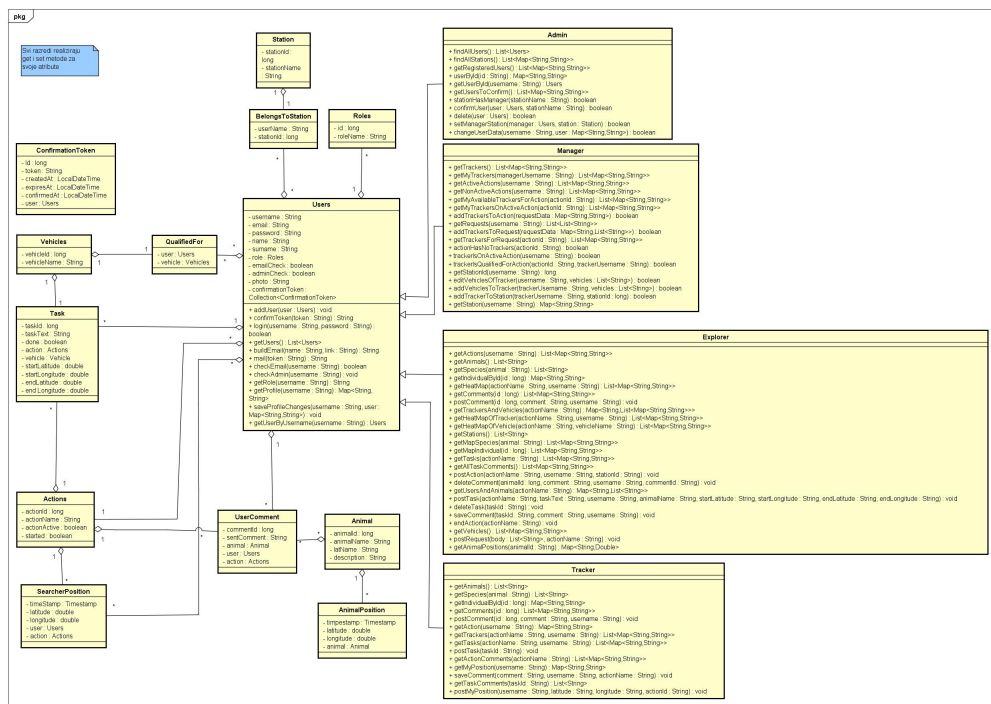 pkg
Svi razredi realiziraju
get i set metode za
svoje atribute
Station
- stationId :
long
- stationName
: String
BelongsToStation
- userName : String
- stationId : long
Roles
- id : long
- roleName : String
ConfirmationToken
- Id : long
- token : String
- createdAt : LocalDateTime
- expiresAt : LocalDateTime
- confirmedAt : LocalDateTime
- user : Users
Vehicles
- vehicleId : long
- vehicleName : String
QualifiedFor
- user : Users
- vehicle : Vehicles
Users
- username : String
- email : String
- password : String
- name : String
- surname : String
- role : Roles
- emailCheck : boolean
- adminCheck : boolean
- photo : String
- confirmationToken :
Collection<ConfirmationToken>
+ addUser(user : Users) : void
+ confirmToken(token : String) : String
+ login(username : String, password : String) :
boolean
+ getUsers() : List<Users>
+ buildEmail(name : String, link : String) : String
+ mail(token : String) : String
+ checkEmail(username : String) : boolean
+ checkAdmin(username : String) : void
+ getRole(username : String) : String
+ getProfile(username : String) : Map<String,
String>
+ saveProfileChanges(username : String, user :
Map<String,String>) : void
+ getUserByUsername(username : String) : Users
Task
- taskId : long
- taskText : String
- done : boolean
- action : Actions
- vehicle : Vehicle
- startLatitude : double
- startLongitude : double
- endLatitude : double
- end Longitude : double
Actions
- actionId : long
- actionName : String
- actionActive : boolean
- started : boolean
SearcherPosition
- timeStamp : Timestamp
- latitude : double
- longitude : double
- user : Users
- action : Actions
UserComment
- commentId : long
- sentComment : String
- animal : Animal
- user : Users
- action : Actions
Animal
- animalId : long
- animalName : String
- latName : String
- description : String
AnimalPosition
- timpestamp : Timestamp
- latitude : double
- longitude : double
- animal : Animal
Admin
+ findAllUsers() : List<Users>
+ findAllStations() : List<Map<String,String>>
+ getRegisteredUsers() : List<Map<String,String>>
+ userById(id : String) : Map<String,String>
+ getUserById(username : String) : Users
+ getUsersToConfirm() : List<Map<String,String>>
+ stationHasManager(stationName : String) : boolean
+ confirmUser(user : Users, stationName : String) : boolean
+ delete(user : Users) : boolean
+ setManagerStation(manager : Users, station : Station) : boolean
+ changeUserData(username : String, user : Map<String,String>) : boolean
Manager
+ getTrackers() : List<Map<String,String>>
+ getMyTrackers(managerUsername : String) : List<Map<String,String>>
+ getActiveActions(username : String) : List<Map<String,String>>
+ getNonActiveActions(username : String) : List<Map<String,String>>
+ getMyAvailableTrackersForAction(actionId : String) : List<Map<String,String>>
+ getMyTrackersOnActiveAction(actionId : String) : List<Map<String,String>>
+ addTrackersToAction(requestData : Map<String,String>) : boolean
+ getRequests(username : String) : List<List<String>>
+ addTrackersToRequest(requestData : Map<String,List<String>>) : boolean
+ getTrackersForRequest(actionId : String) : List<Map<String,String>>
+ actionHasNoTrackers(actionId : String) : boolean
+ trackerIsOnActiveAction(username : String) : boolean
+ trackerIsQualifiedForAction(actionId : String, trackerUsername : String) : boolean
+ getStationId(username : String) : long
+ editVehiclesOfTracker(username : String, vehicles : List<String>) : boolean
+ addVehiclesToTracker(trackerUsername : String, vehicles : List<String>) : boolean
+ addTrackerToStation(trackerUsername : String, stationId : long) : boolean
+ getStation(username : String) : Map<String,String>
Explorer
+ getActions(username : String) : List<Map<String,String>>
+ getAnimals() : List<String>
+ getSpecies(animal : String) : List<String>
+ getIndividualById(id : long) : Map<String,String>
+ getHeatMap(actionName : String, username : String) : List<Map<String,String>>
+ getComments(id : long) : List<Map<String,String>>
+ postComment(id : long, comment : String, username : String) : void
+ getTrackersAndVehicles(actionName : String) : Map<String,List<Map<String,String>>>
+ getHeatMapOfTracker(actionName : String, username : String) : List<Map<String,String>>
+ getHeatMapOfVehicle(actionName : String, vehicleName : String) : List<Map<String,String>>
+ getStations() : List<Map<String,String>>
+ getMapSpecies(animal : String) : List<Map<String,String>>
+ getMapIndividual(id : long) : List<Map<String,String>>
+ getTasks(actionName : String) : List<Map<String,String>>
+ getAllTaskComments() : List<Map<String,String>>
+ postAction(actionName : String, username : String, stationId : String) : void
+ deleteComment(animalId : long, comment : String, username : String, commentId : String) : void
+ getUsersAndAnimals(actionName : String) : Map<String,List<String>>
+ postTask(actionName : String, taskText : String, username : String, animalName : String, startLatitude : String, startLongitude : String, endLatitude : String, endLongitude : String) : void
+ deleteTask(taskId : String) : void
+ saveComment(taskId : String, comment : String, username : String) : void
+ endAction(actionName : String) : void
+ getVehicles() : List<Map<String,String>>
+ postRequest(body : List<String>, actionName : String) : void
+ getAnimalPositions(animalId : String) : Map<String,Double>
Tracker
+ getAnimals() : List<String>
+ getSpecies(animal : String) : List<String>
+ getIndividualById(id : long) : Map<String,String>
+ getComments(id : long) : List<Map<String,String>>
+ postComment(id : long, comment : String, username : String) : void
+ getAction(username : String) : Map<String,String>
+ getTrackers(actionName : String, username : String) : List<Map<String,String>>
+ getTasks(actionName : String, username : String) : List<Map<String,String>>
+ postTask(taskId : String) : void
+ getActionComments(actionName : String) : List<Map<String,String>>
+ getMyPosition(username : String) : Map<String,String>
+ saveComment(comment : String, username : String, actionName : String) : void
+ getTaskComments(taskId : String) : List<String>
+ postMyPosition(username : String, latitude : String, longitude : String, actionId : String) : void